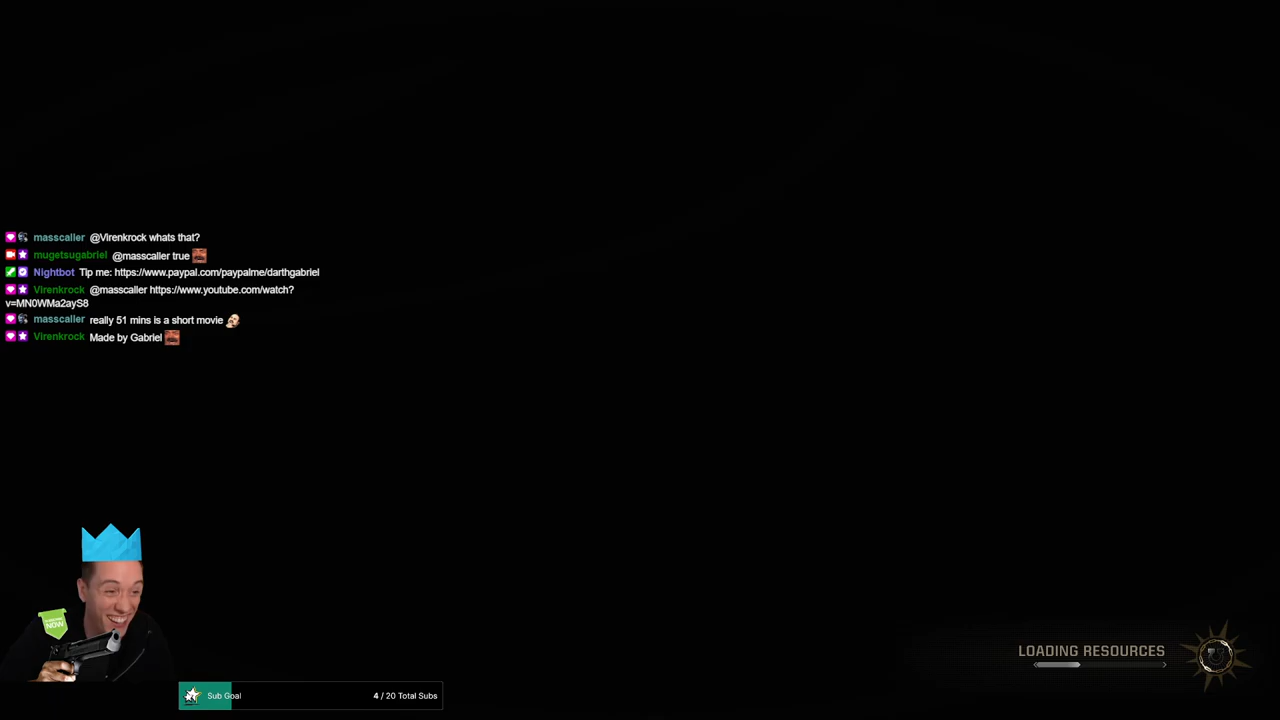 masscaller @Virenkrock whats that?
mugetsugabriel @masscaller true
Nightbot Tip me: https://www.paypal.com/paypalme/darthgabriel
Virenkrock @masscaller https://www.youtube.com/watch?
v=MN0WMa2ayS8
masscaller really 51 mins is a short movie
Virenkrock Made by Gabriel
NOW
LOADING RESOURCES
Sub Goal 4 / 20 Total Subs